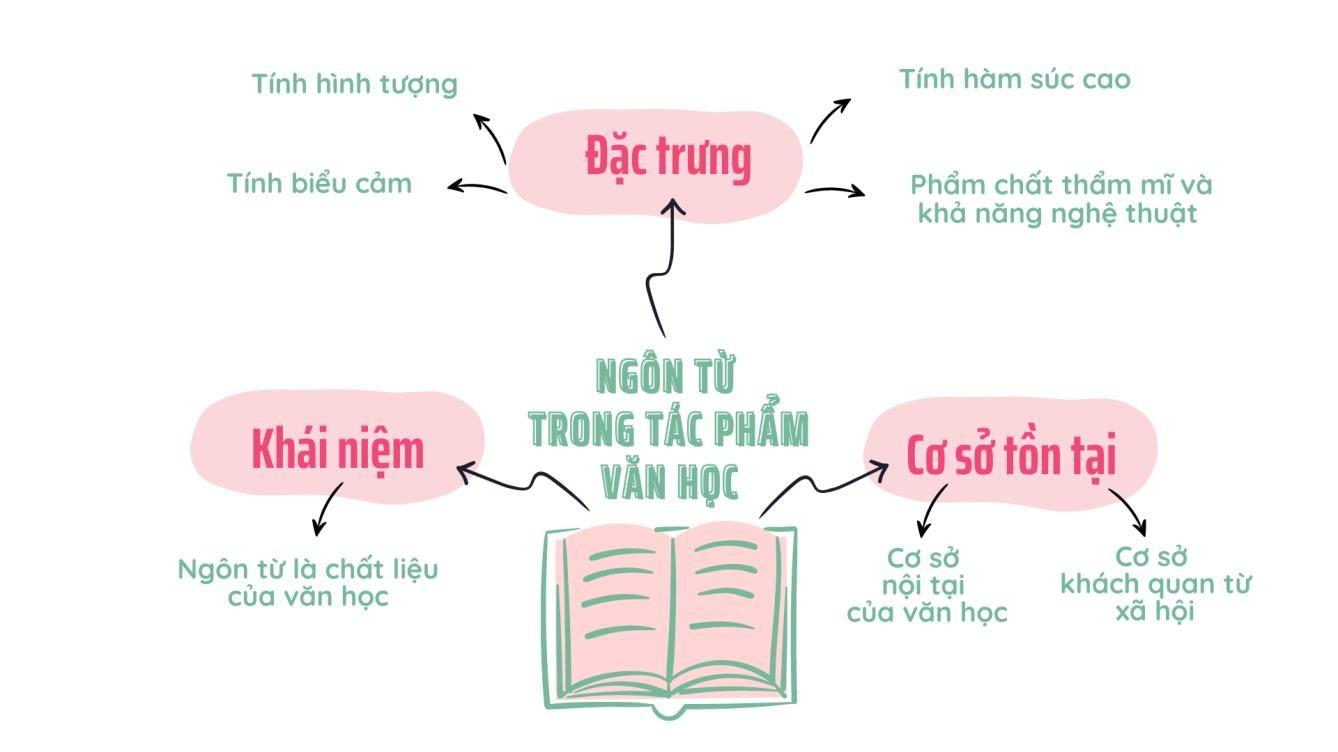 Tính hình tượng
Tính hàm súc cao
Đặc trưng
Tính biểu cảm
Phẩm chất thẩm mĩ và
khả năng nghệ thuật
NGÔN TỪ
TRONG TÁC PHẨM
VĂN HỌC
Khái niệm
Ngôn từ là chất liệu
của văn học
Cơ sở tồn tại
Cơ sở
nội tại
của văn học
Cơ sở
khách quan từ
xã hội